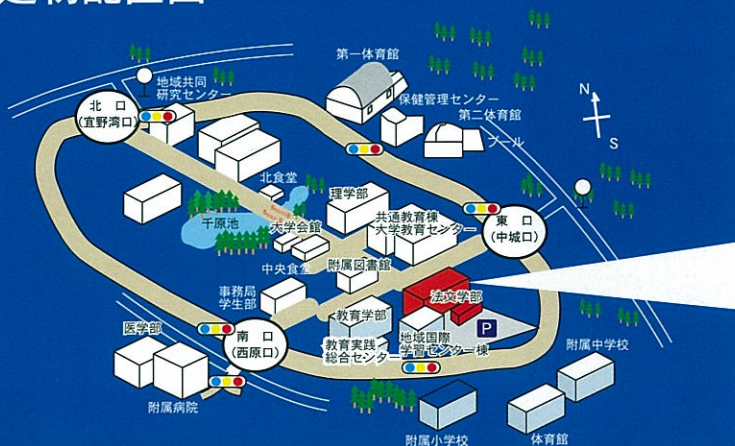 建物配置図
第一体育館
地域共同
研究センター
北 口
(宜野湾口)
保健管理センター
第二体育館
プール
N
S
北食堂
理学部
千原池
大学会館
共通教育棟
大学教育センター
東 口
(中城口)
中央食堂
附属図書館
事務局
学生部
法文学部
教育学部
医学部
南 口
(西原口)
教育実践
総合センター
地域国際
学習センター棟
P
附属中学校
附属病院
附属小学校
体育館